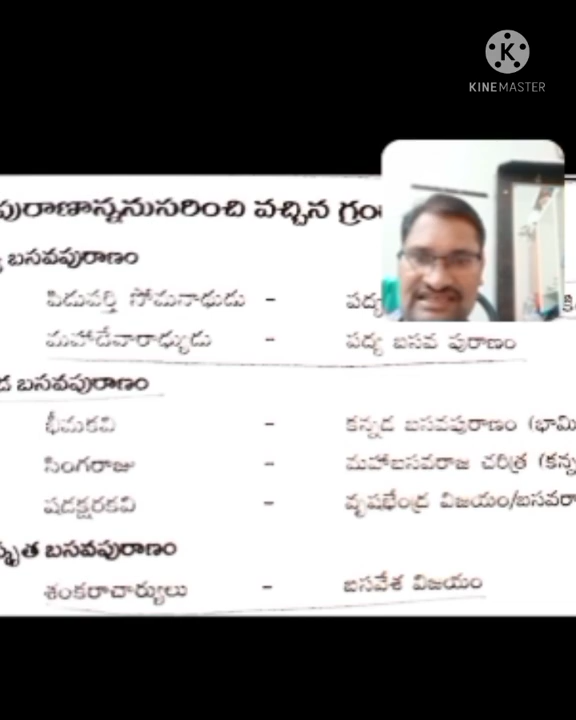 KINEMASTER
పురాణాన్ననుసరించి వచ్చిన
బసవపురాణం
పిడుపర్తి సోమనాథుడు - పద్య
మహాదేవారాధ్యుడు - పద్య బసవ పురాణం
బసవపురాణం
భీమకవి - కన్నడ బసవపురాణం
సింగరాజు - మహాబసవరాజ చరిత్ర
షడక్షరకవి - వృషభేంద్ర విజయం/
బసవపురాణం
శంకరాచార్యులు - బసవేశ విజయం